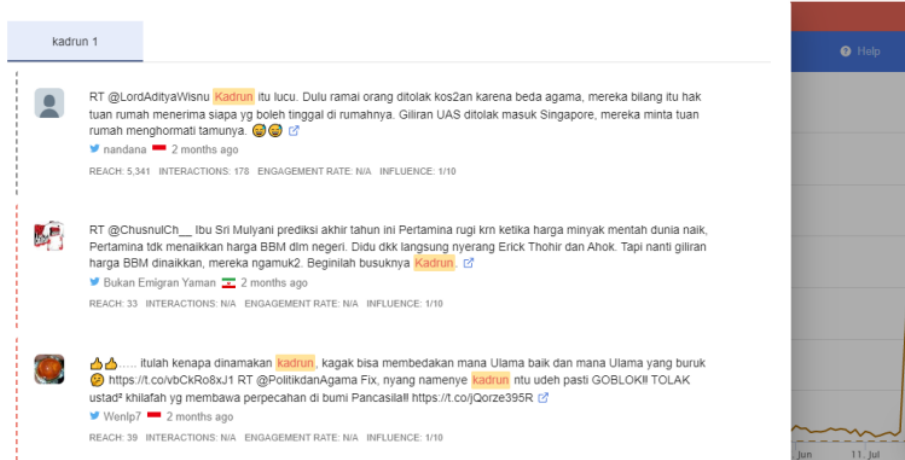 kadrun 1
Help
RT @LordAdityaWisnu Kadrun itu lucu. Dulu ramai orang ditolak kos2an karena beda agama, mereka bilang itu hak
tuan rumah menerima siapa yg boleh tinggal di rumahnya. Giliran UAS ditolak masuk Singapore, mereka minta tuan
rumah menghormati tamunya. 😅😅
nandana 2 months ago
REACH: 5,341 INTERACTIONS: 178 ENGAGEMENT RATE: N/A INFLUENCE: 1/10
RT @ChusnulCh__ Ibu Sri Mulyani prediksi akhir tahun ini Pertamina rugi krn ketika harga minyak mentah dunia naik,
Pertamina tdk menaikkan harga BBM dlm negeri. Didu dkk langsung nyerang Erick Thohir dan Ahok. Tapi nanti giliran
harga BBM dinaikkan, mereka ngamuk2. Beginilah busuknya Kadrun.
Bukan Emigran Yaman 2 months ago
REACH: 33 INTERACTIONS: N/A ENGAGEMENT RATE: N/A INFLUENCE: 1/10
👍👍..... itulah kenapa dinamakan kadrun, kagak bisa membedakan mana Ulama baik dan mana Ulama yang buruk
🤔 https://t.co/vbCkRo8xJ1 RT @PolitikdanAgama Fix, nyang namenye kadrun ntu udeh pasti GOBLOK!! TOLAK
ustad² khilafah yg membawa perpecahan di bumi Pancasila!! https://t.co/jQorze395R
Wenlp7 2 months ago
REACH: 39 INTERACTIONS: N/A ENGAGEMENT RATE: N/A INFLUENCE: 1/10
Jun 11. Jul